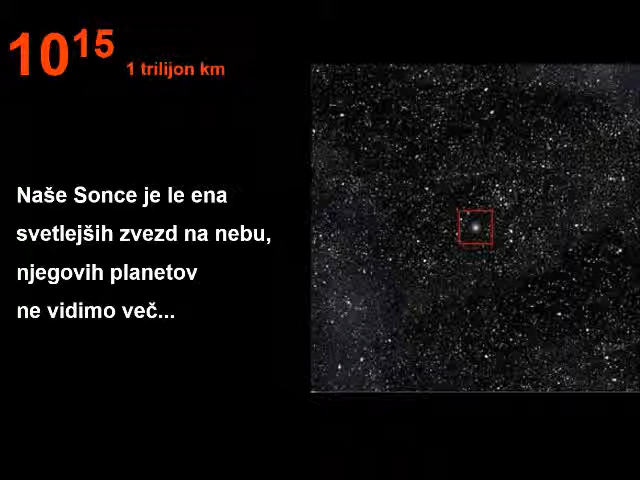 10¹⁵ 1 trilijon km
Naše Sonce je le ena
svetlejših zvezd na nebu,
njegovih planetov
ne vidimo več...